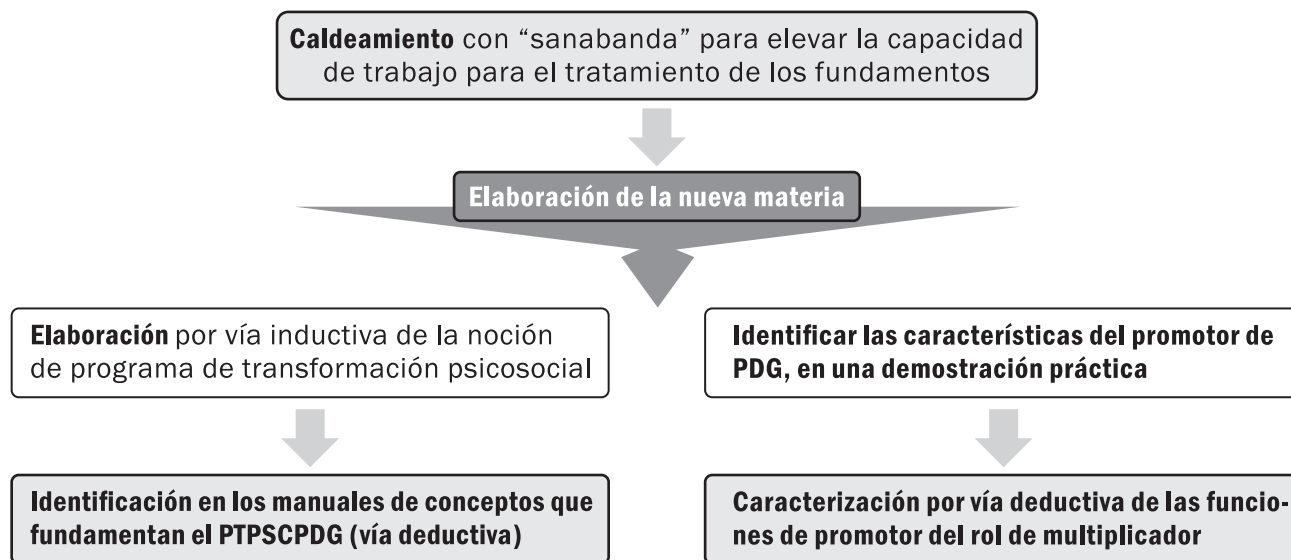 Caldeamiento con “sanabanda” para elevar la capacidad
de trabajo para el tratamiento de los fundamentos
Elaboración de la nueva materia
Elaboración por vía inductiva de la noción
de programa de transformación psicosocial
Identificar las características del promotor de
PDG, en una demostración práctica
Identificación en los manuales de conceptos que
fundamentan el PTPSCPDG (vía deductiva)
Caracterización por vía deductiva de las funcio-
nes de promotor del rol de multiplicador